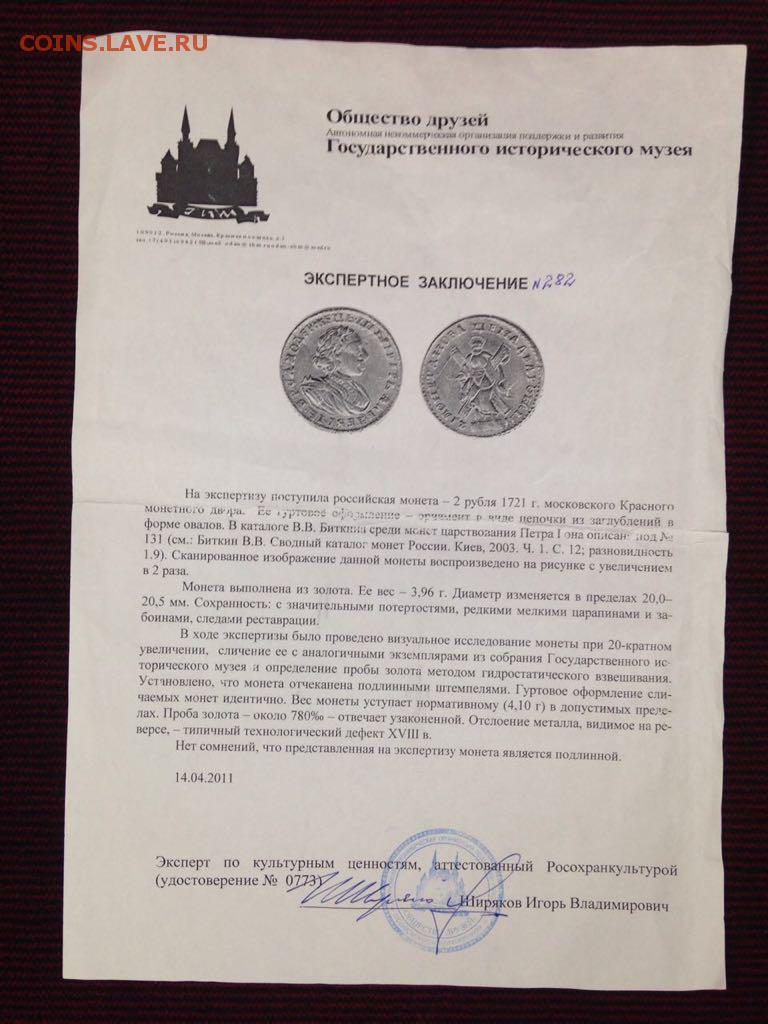 COINS.LAVE.RU
Общество друзей
Автономная некоммерческая организация поддержки и развития
Государственного исторического музея
ГИМ
ЭКСПЕРТНОЕ ЗАКЛЮЧЕНИЕ №282
На экспертизу поступила российская монета – 2 рубля 1721 г. московского Красного
монетного двора. Ее гуртовое оформление – орнамент в виде цепочки из заглублений в
форме овалов. В каталоге В.В. Биткина среди монет царствования Петра I она описана под №
131 (см.: Биткин В.В. Сводный каталог монет России. Киев, 2003. Ч. 1. С. 12; разновидность
1.9). Сканированное изображение данной монеты воспроизведено на рисунке с увеличением
в 2 раза.
Монета выполнена из золота. Ее вес – 3,96 г. Диаметр изменяется в пределах 20,0–
20,5 мм. Сохранность: с значительными потертостями, редкими мелкими царапинами и за-
боинами, следами реставрации.
В ходе экспертизы было проведено визуальное исследование монеты при 20-кратном
увеличении, сличение ее с аналогичными экземплярами из собрания Государственного ис-
торического музея и определение пробы золота методом гидростатического взвешивания.
Установлено, что монета отчеканена подлинными штемпелями. Гуртовое оформление сли-
чаемых монет идентично. Вес монеты уступает нормативному (4,10 г) в допустимых преде-
лах. Проба золота – около 780‰ – отвечает узаконенной. Отслоение металла, видимое на ре-
версе, – типичный технологический дефект XVIII в.
Нет сомнений, что представленная на экспертизу монета является подлинной.
14.04.2011
Эксперт по культурным ценностям, аттестованный Росохранкультурой
(удостоверение № 0773)
Ширяков Игорь Владимирович